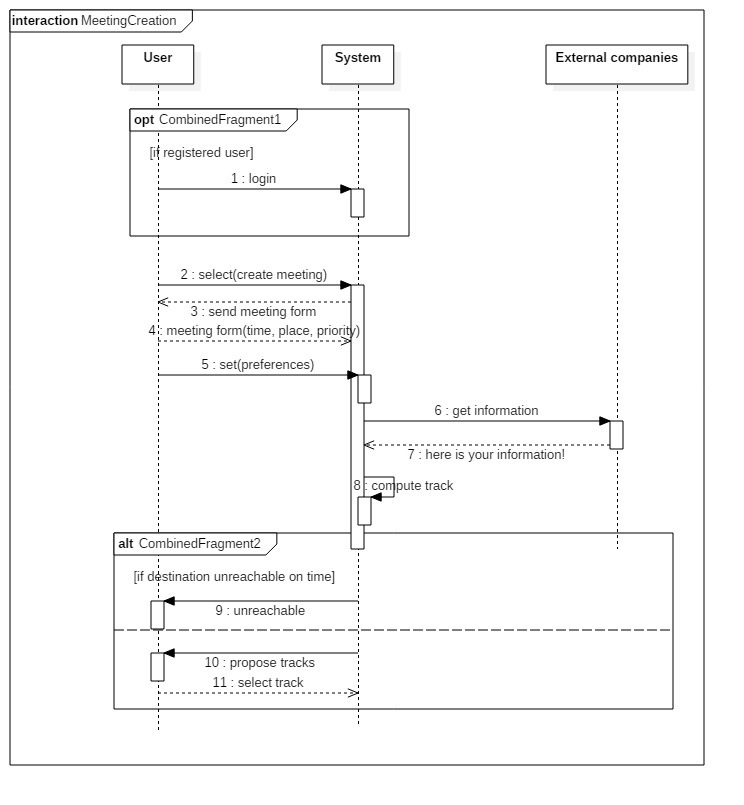 interaction MeetingCreation
User
System
External companies
opt CombinedFragment1
[if registered user]
1 : login
2 : select(create meeting)
3 : send meeting form
4 : meeting form(time, place, priority)
5 : set(preferences)
6 : get information
7 : here is your information!
8 : compute track
alt CombinedFragment2
[if destination unreachable on time]
9 : unreachable
10 : propose tracks
11 : select track